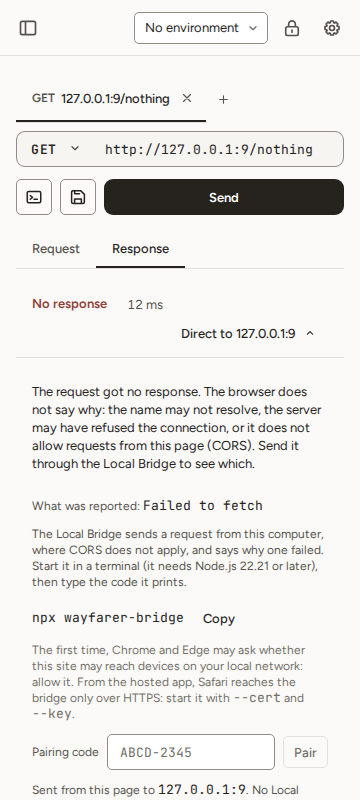 No environment
GET 127.0.0.1:9/nothing
GET http://127.0.0.1:9/nothing
Send
Request Response
No response 12 ms
Direct to 127.0.0.1:9
The request got no response. The browser does
not say why: the name may not resolve, the server
may have refused the connection, or it does not
allow requests from this page (CORS). Send it
through the Local Bridge to see which.
What was reported: Failed to fetch
The Local Bridge sends a request from this computer,
where CORS does not apply, and says why one failed.
Start it in a terminal (it needs Node.js 22.21 or later),
then type the code it prints.
npx wayfarer-bridge Copy
The first time, Chrome and Edge may ask whether
this site may reach devices on your local network:
allow it. From the hosted app, Safari reaches the
bridge only over HTTPS: start it with --cert and
--key.
Pairing code ABCD-2345 Pair
Sent from this page to 127.0.0.1:9. No Local